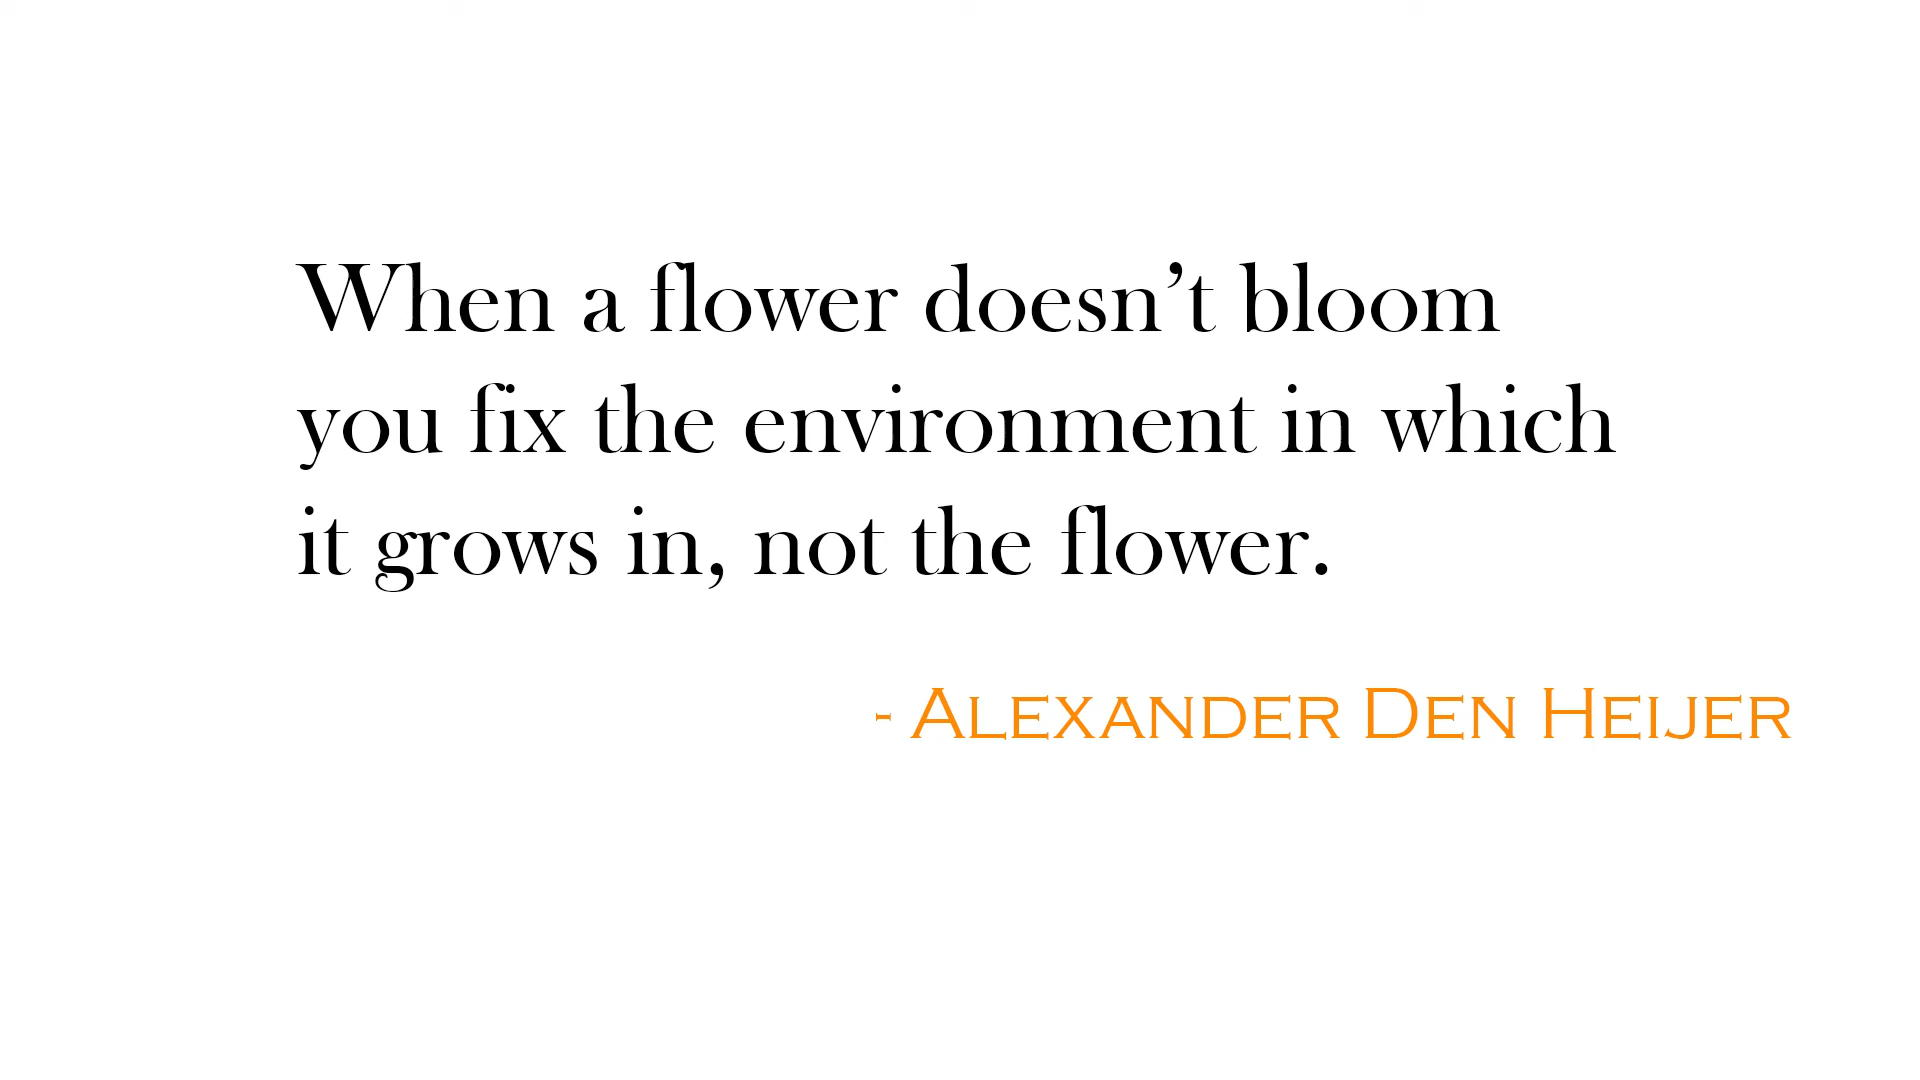 When a flower doesn’t bloom
you fix the environment in which
it grows in, not the flower.
- Alexander Den Heijer